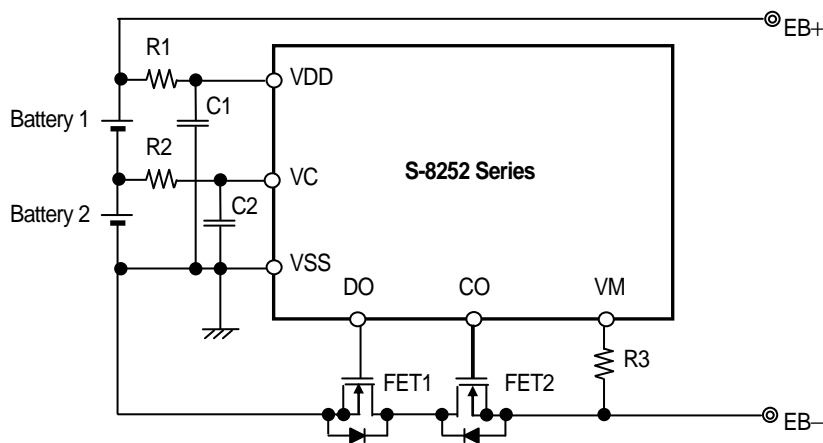 EB+
R1
VDD
C1
Battery 1
R2
VC
S-8252 Series
C2
Battery 2
VSS
DO
CO
VM
R3
FET1
FET2
EB−